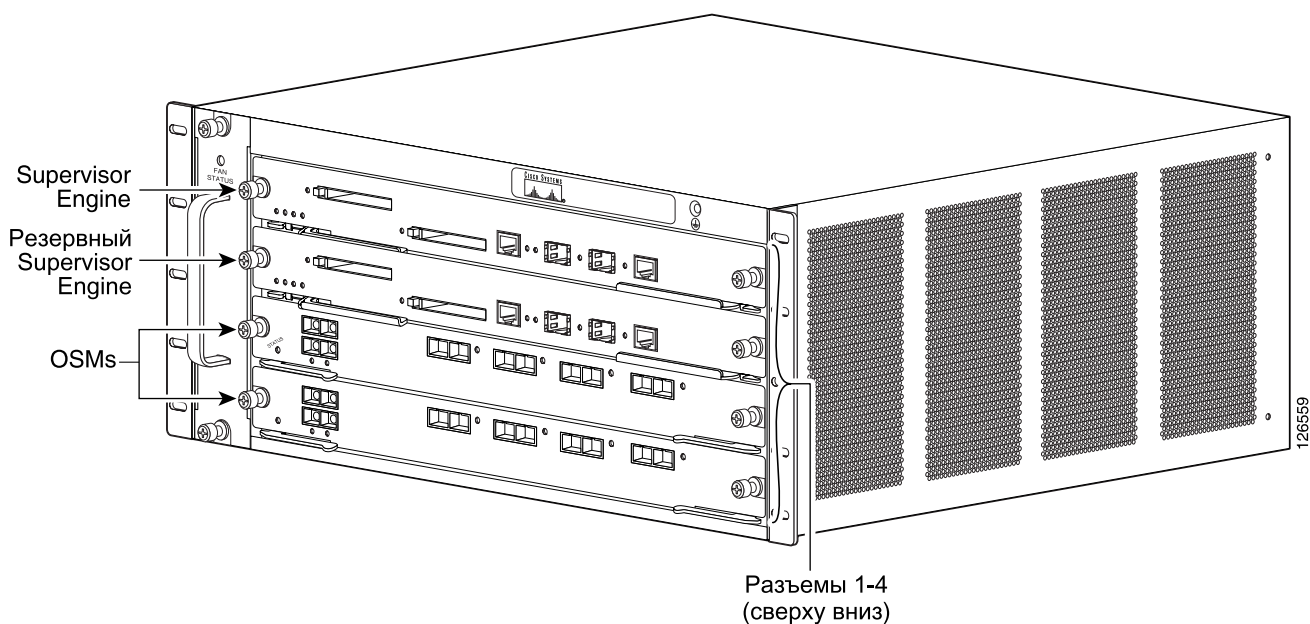 FAN
STATUS
CISCO SYSTEMS
Supervisor
Engine
Резервный
Supervisor
Engine
STATUS
OSMs
126559
Разъемы 1-4
(сверху вниз)